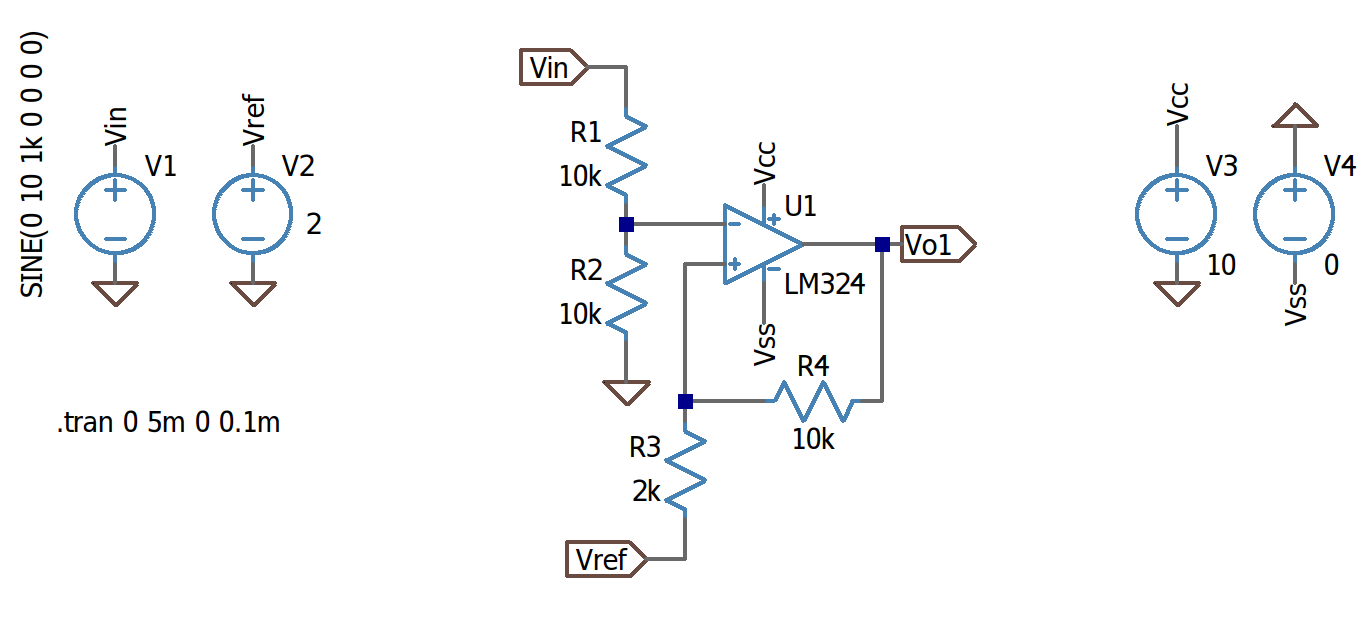 SINE(0 10 1k 0 0 0 0)
Vin
V1
Vref
V2
2
.tran 0 5m 0 0.1m
Vin
R1
10k
R2
10k
Vcc
U1
LM324
Vss
Vo1
R4
10k
R3
2k
Vref
Vcc
V3
10
V4
0
Vss